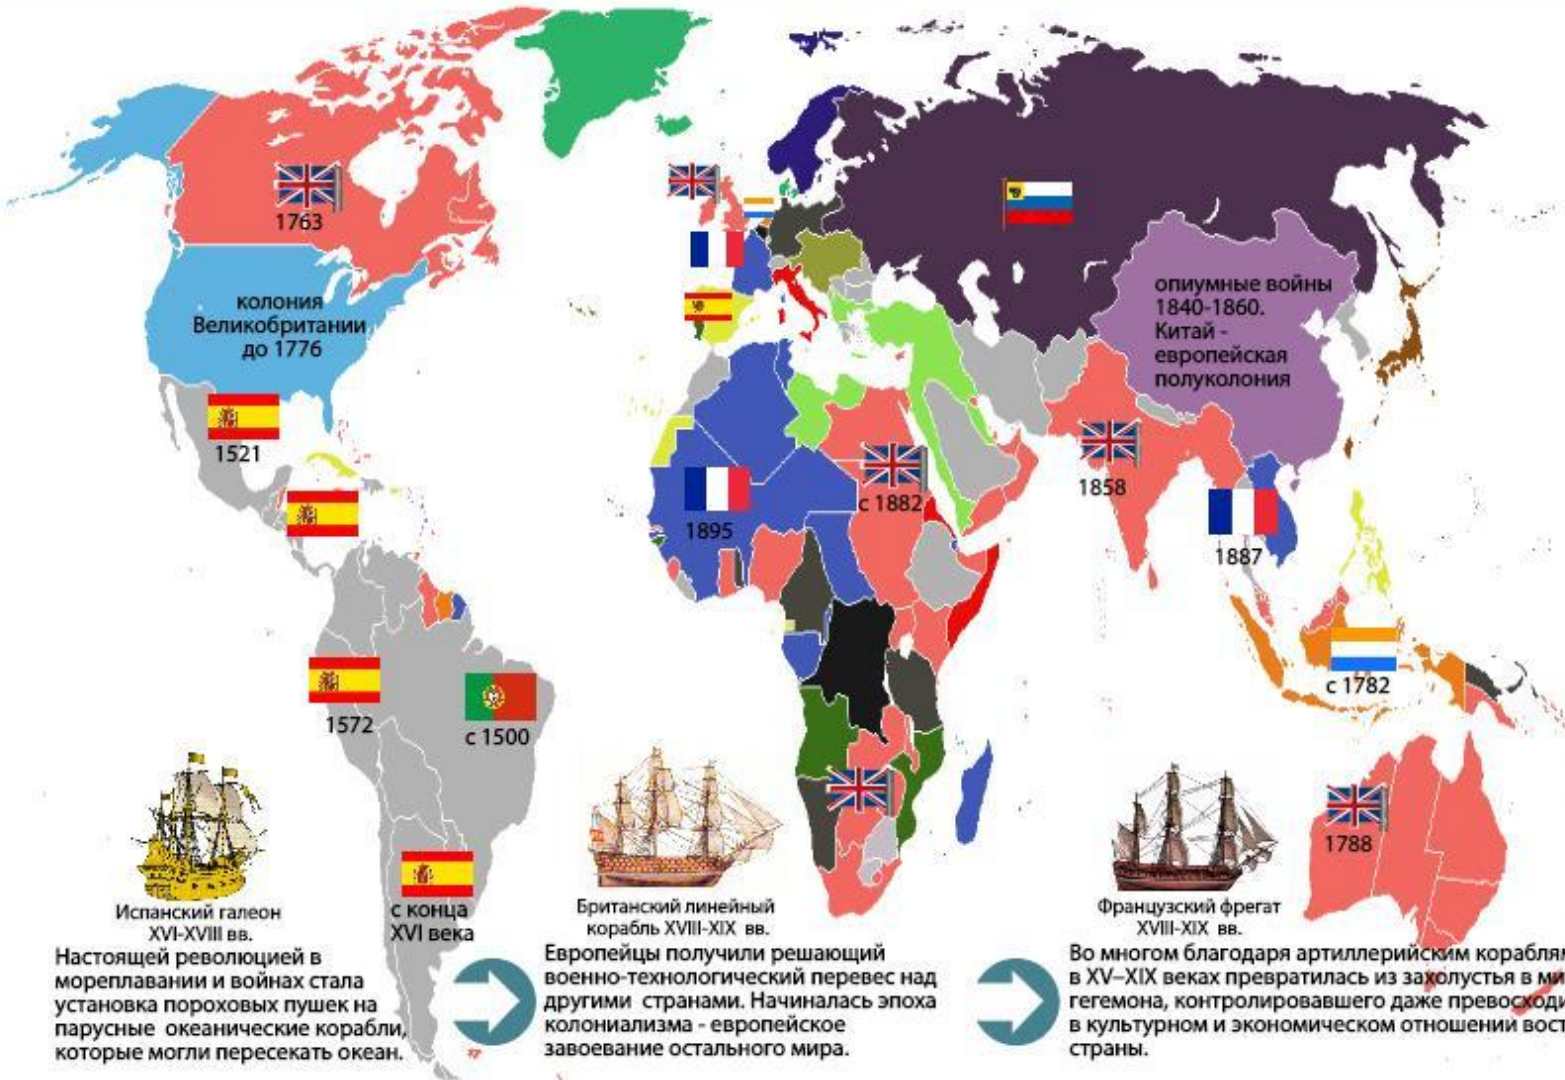 1763
колония
Великобритании
до 1776
опиумные войны
1840-1860.
Китай -
европейская
полуколония
1521
1895
с 1882
1858
1887
1572
с 1500
с 1782
1788
с конца
XVI века
Испанский галеон
XVI-XVIII вв.
Настоящей революцией в
мореплавании и войнах стала
установка пороховых пушек на
парусные океанические корабли,
которые могли пересекать океан.
Британский линейный
корабль XVIII-XIX вв.
Европейцы получили решающий
военно-технологический перевес над
другими странами. Начиналась эпоха
колониализма - европейское
завоевание остального мира.
Французский фрегат
XVIII-XIX вв.
Во многом благодаря артиллерийским
в XV–XIX веках превратилась из захолустья в
гегемона, контролировавшего даже
в культурном и экономическом отношении
страны.